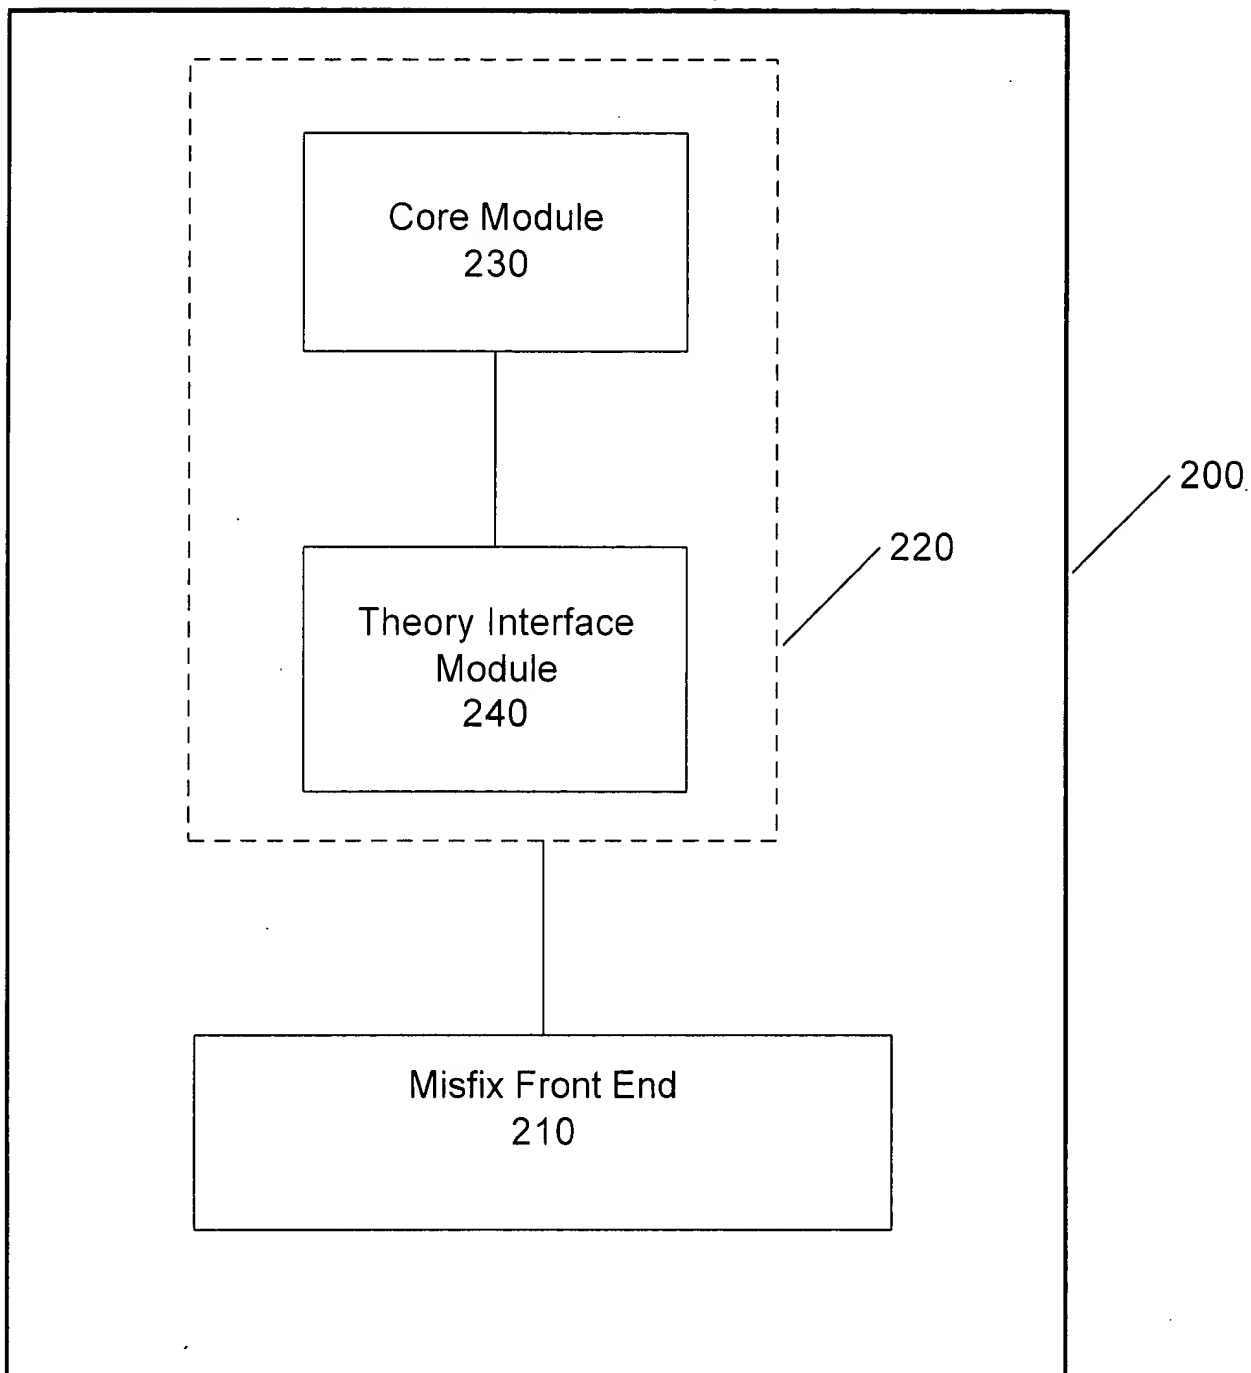 Core Module
230
200
220
Theory Interface
Module
240
Misfix Front End
210